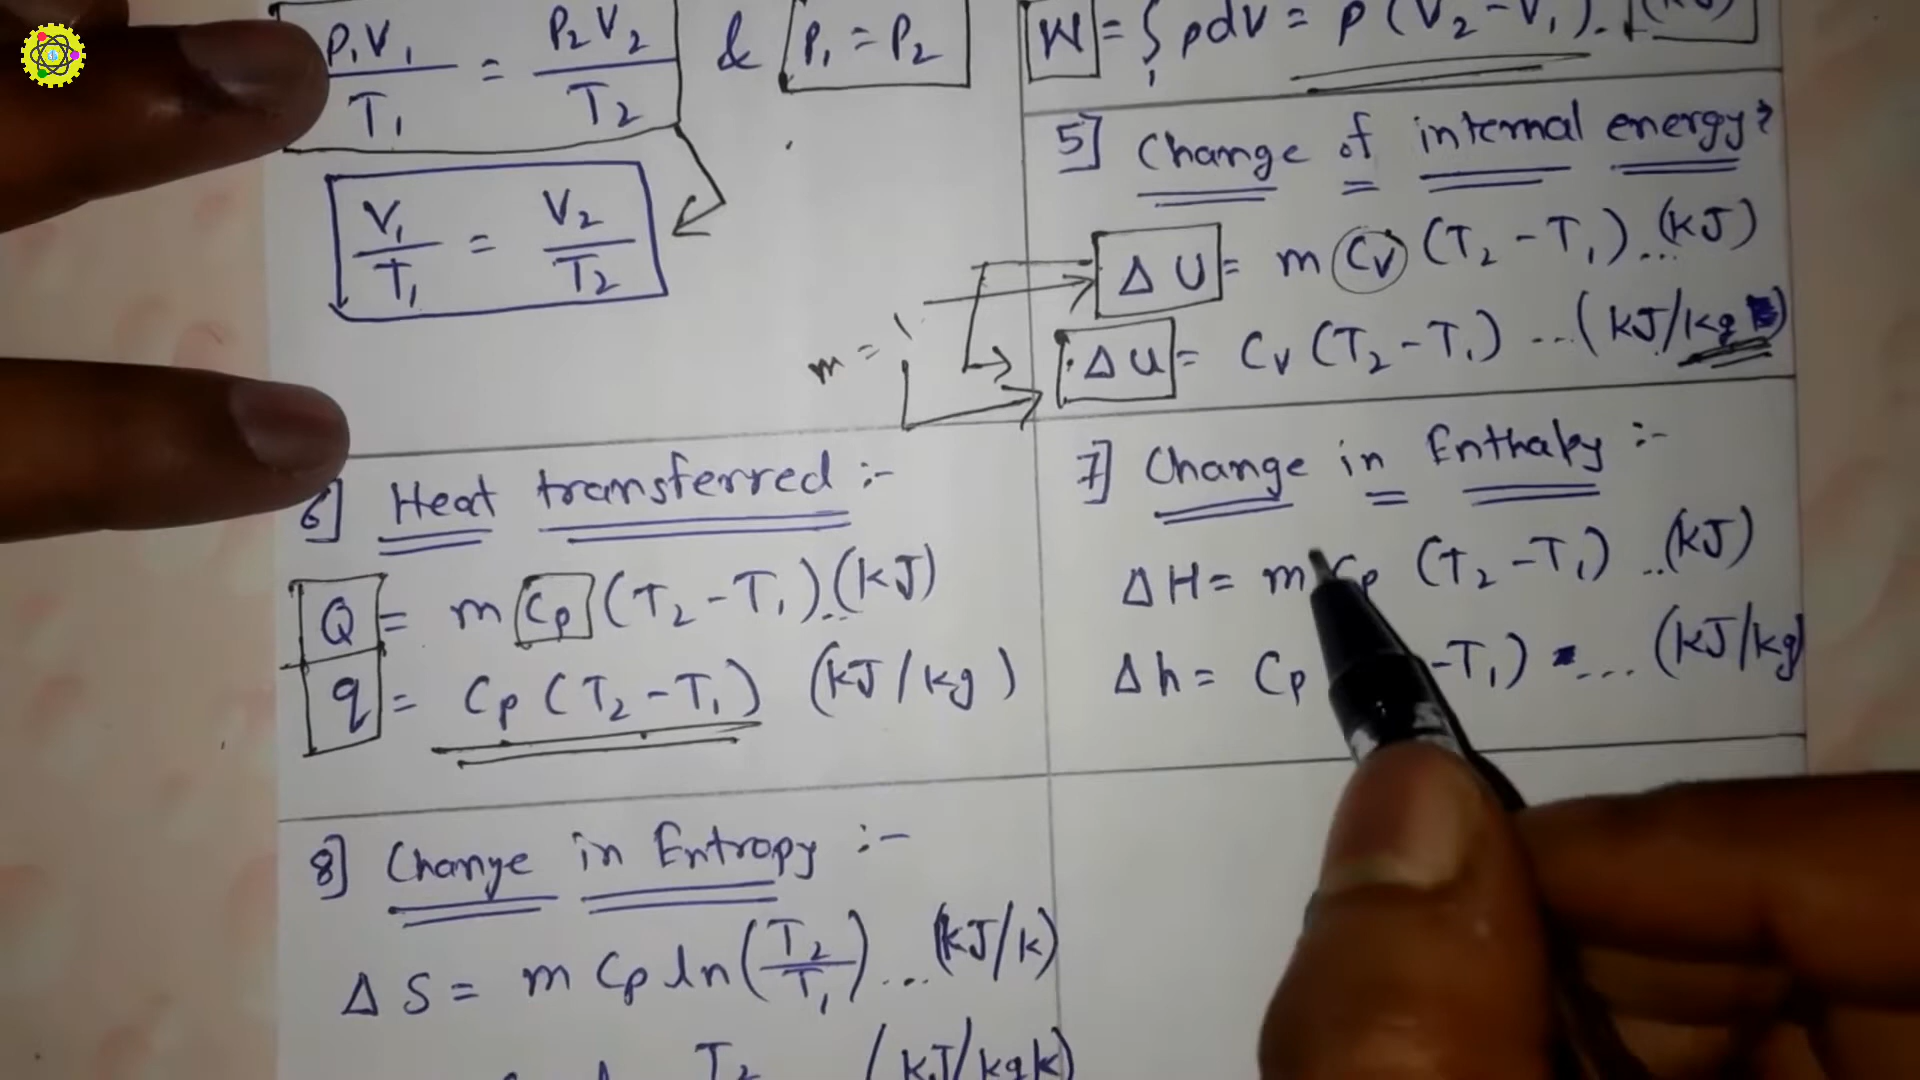 P₁V₁/T₁ = P₂V₂/T₂ & P₁ = P₂
V₁/T₁ = V₂/T₂
W = ∫₁ pdV = P (V₂ - V₁).
5] Change of internal energy?
ΔU = m Cv (T₂ - T₁)...(kJ)
m =
Δu = Cv (T₂ - T₁) ...(kJ/kg)
6] Heat transferred :-
Q = m Cp (T₂ - T₁)...(kJ)
q = Cp (T₂ - T₁) (kJ/kg)
7] Change in Enthalpy :-
ΔH = m Cp (T₂ - T₁) ..(kJ)
Δh = Cp - T₁) .... (kJ/kg)
8] Change in Entropy :-
ΔS = m Cp ln(T₂/T₁)...(kJ/k)
T₂ (kJ/kgk)